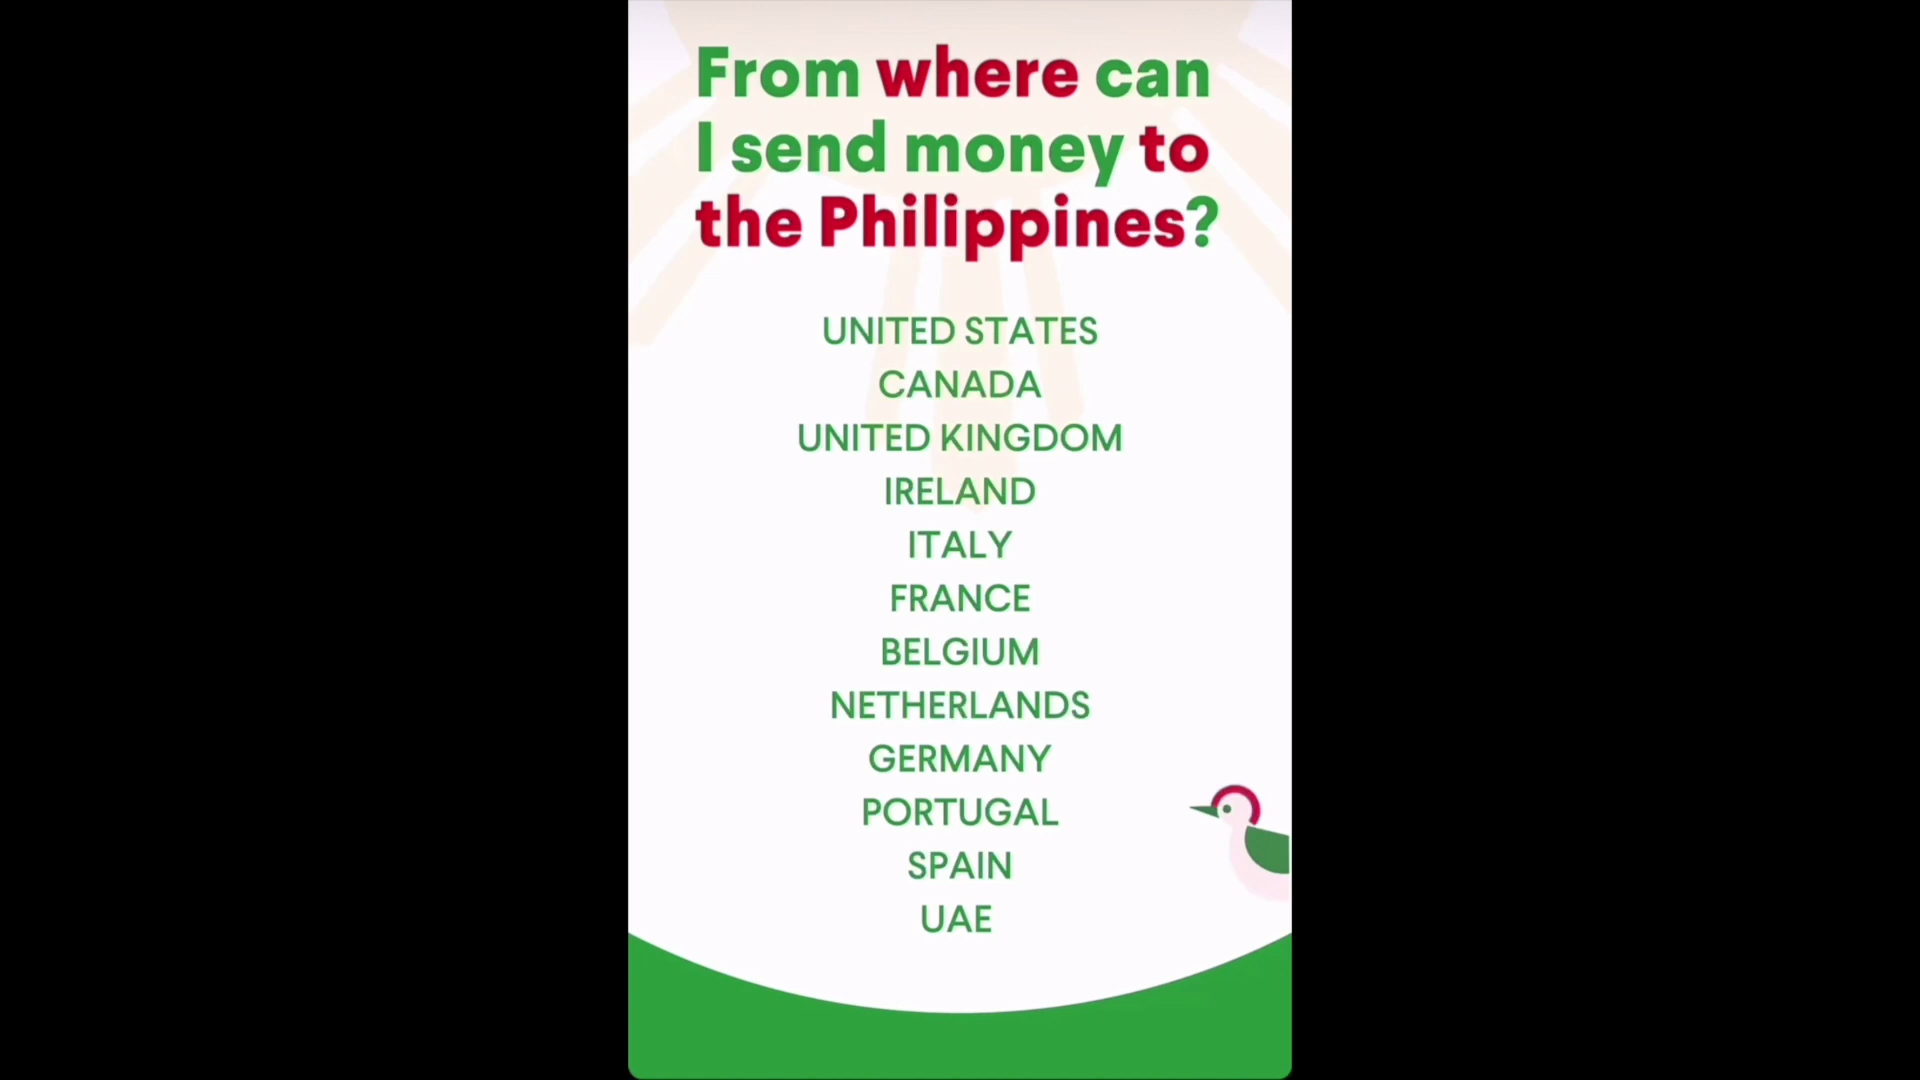 From where can
I send money to
the Philippines?
UNITED STATES
CANADA
UNITED KINGDOM
IRELAND
ITALY
FRANCE
BELGIUM
NETHERLANDS
GERMANY
PORTUGAL
SPAIN
UAE